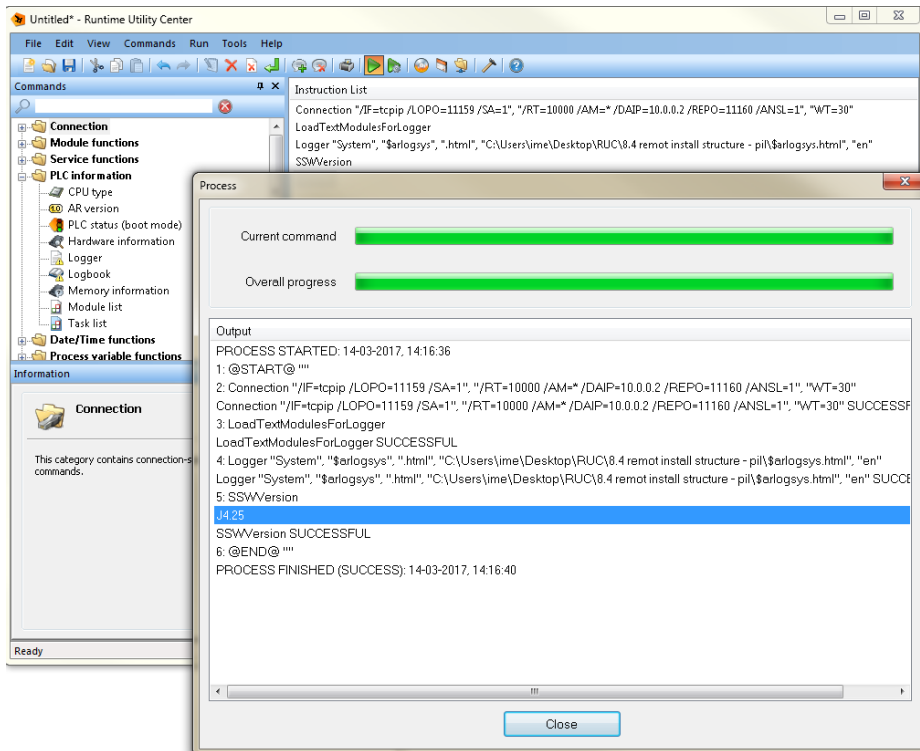 Untitled* - Runtime Utility Center
File Edit View Commands Run Tools Help
Commands
Connection
Module functions
Service functions
PLC information
CPU type
AR version
PLC status (boot mode)
Hardware information
Logger
Logbook
Memory information
Module list
Task list
Date/Time functions
Process variable functions
Information
Connection
This category contains connection-s
commands.
Ready
Instruction List
Connection "/IF=tcpip /LOPO=11159 /SA=1", "/RT=10000 /AM=* /DAIP=10.0.0.2 /REPO=11160 /ANSL=1", "WT=30"
LoadTextModulesForLogger
Logger "System", "$arlogsys", ".html", "C:\Users\ime\Desktop\RUC\8.4 remot install structure - pil\$arlogsys.html", "en"
SSWVersion
Process
Current command
Overall progress
Output
PROCESS STARTED: 14-03-2017, 14:16:36
1: @START@ ""
2: Connection "/IF=tcpip /LOPO=11159 /SA=1", "/RT=10000 /AM=* /DAIP=10.0.0.2 /REPO=11160 /ANSL=1", "WT=30"
Connection "/IF=tcpip /LOPO=11159 /SA=1", "/RT=10000 /AM=* /DAIP=10.0.0.2 /REPO=11160 /ANSL=1", "WT=30" SUCCESSF
3: LoadTextModulesForLogger
LoadTextModulesForLogger SUCCESSFUL
4: Logger "System", "$arlogsys", ".html", "C:\Users\ime\Desktop\RUC\8.4 remot install structure - pil\$arlogsys.html", "en"
Logger "System", "$arlogsys", ".html", "C:\Users\ime\Desktop\RUC\8.4 remot install structure - pil\$arlogsys.html", "en" SUCCE
5: SSWVersion
J4.25
SSWVersion SUCCESSFUL
6: @END@ ""
PROCESS FINISHED (SUCCESS): 14-03-2017, 14:16:40
Close